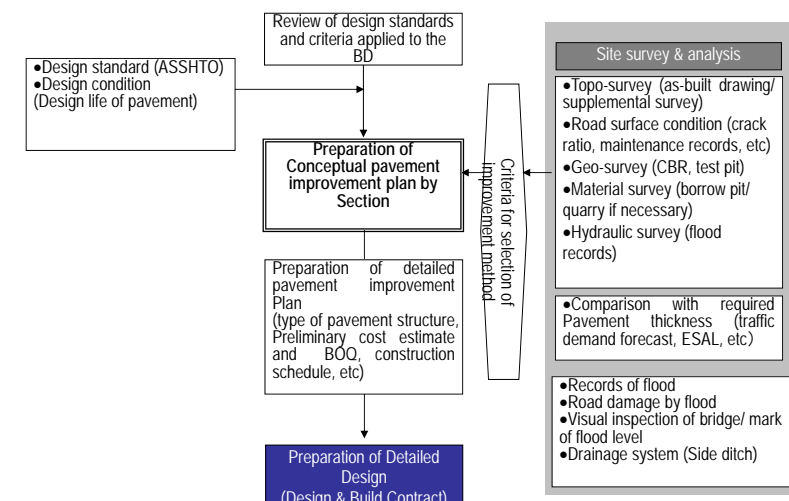 Review of design standards
and criteria applied to the
BD
●Design standard (ASSHTO)
●Design condition
(Design life of pavement)
Preparation of
Conceptual pavement
improvement plan by
Section
Preparation of detailed
pavement improvement
Plan
(type of pavement structure,
Preliminary cost estimate
and BOQ, construction
schedule, etc)
Preparation of Detailed
Design
(Design & Build Contract)
Criteria for selection of
improvement method
Site survey & analysis
●Topo-survey (as-built drawing/
supplemental survey)
●Road surface condition (crack
ratio, maintenance records, etc)
●Geo-survey (CBR, test pit)
●Material survey (borrow pit/
quarry if necessary)
●Hydraulic survey (flood
records)
●Comparison with required
Pavement thickness (traffic
demand forecast, ESAL, etc)
●Records of flood
●Road damage by flood
●Visual inspection of bridge/ mark
of flood level
●Drainage system (Side ditch)